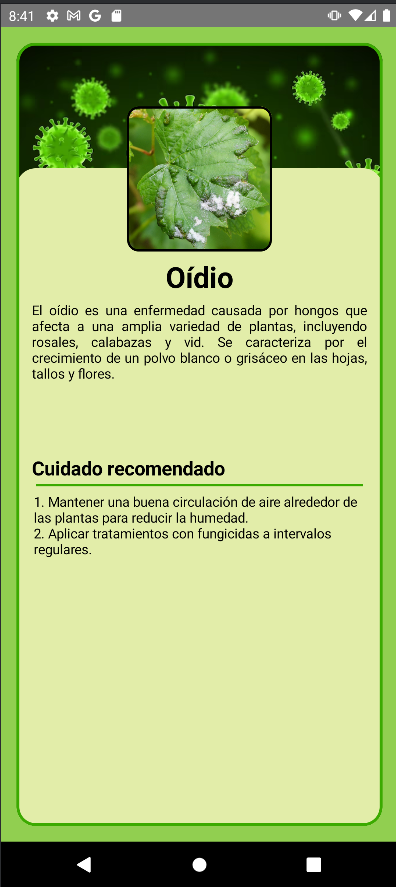 8:41
Oídio
El oídio es una enfermedad causada por hongos que
afecta a una amplia variedad de plantas, incluyendo
rosales, calabazas y vid. Se caracteriza por el
crecimiento de un polvo blanco o grisáceo en las hojas,
tallos y flores.
Cuidado recomendado
1. Mantener una buena circulación de aire alrededor de
las plantas para reducir la humedad.
2. Aplicar tratamientos con fungicidas a intervalos
regulares.